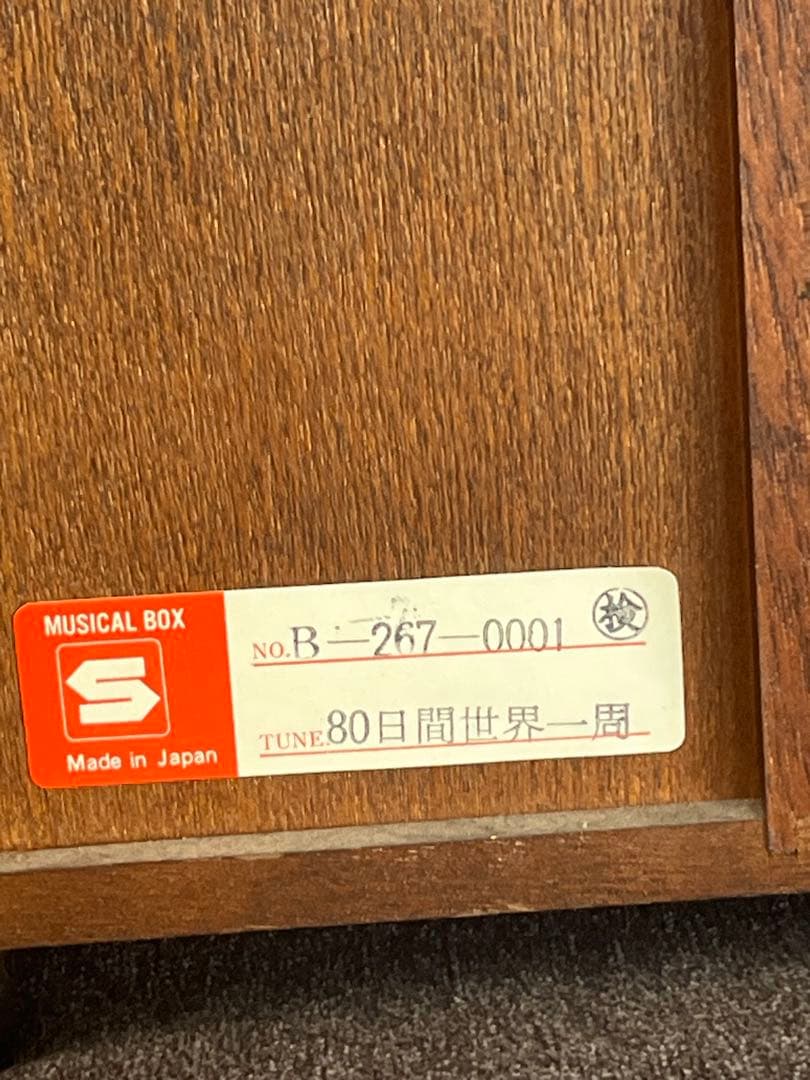 MUSICAL BOX
S
Made in Japan
NO. B-267-0001 検
TUNE. 80日間世界一周